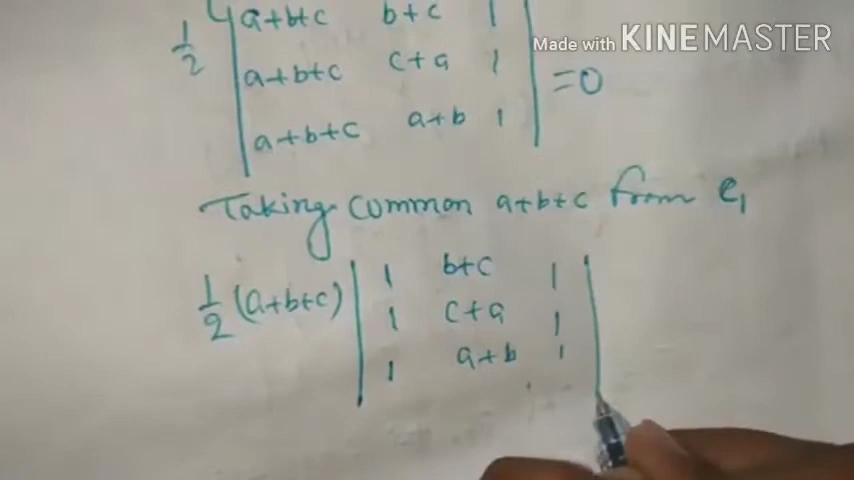 a+b+c b+c 1
Made with KINEMASTER
1/2 a+b+c c+a 1 =0
a+b+c a+b 1
Taking common a+b+c from c₁
1 b+c 1
1/2 (a+b+c) 1 c+a 1
1 a+b 1